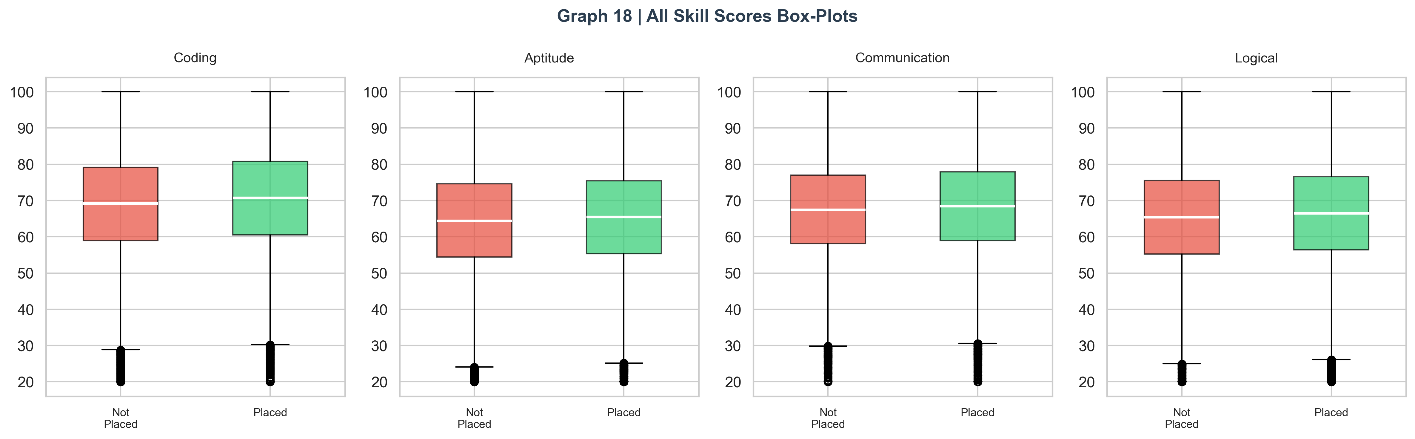 Graph 18 | All Skill Scores Box-Plots
Coding
100
90
80
70
60
50
40
30
20
Not
Placed
Placed
Aptitude
100
90
80
70
60
50
40
30
20
Not
Placed
Placed
Communication
100
90
80
70
60
50
40
30
20
Not
Placed
Placed
Logical
100
90
80
70
60
50
40
30
20
Not
Placed
Placed